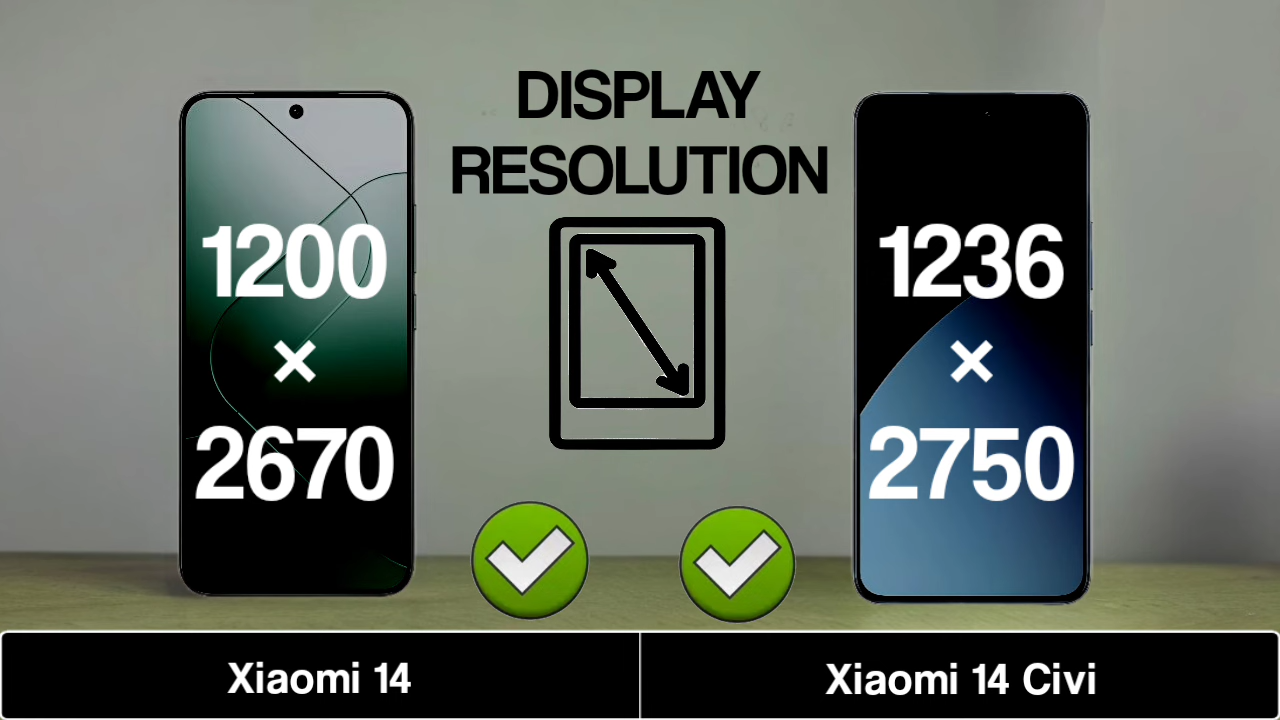 DISPLAY
RESOLUTION
1200
×
2670
1236
×
2750
Xiaomi 14
Xiaomi 14 Civi